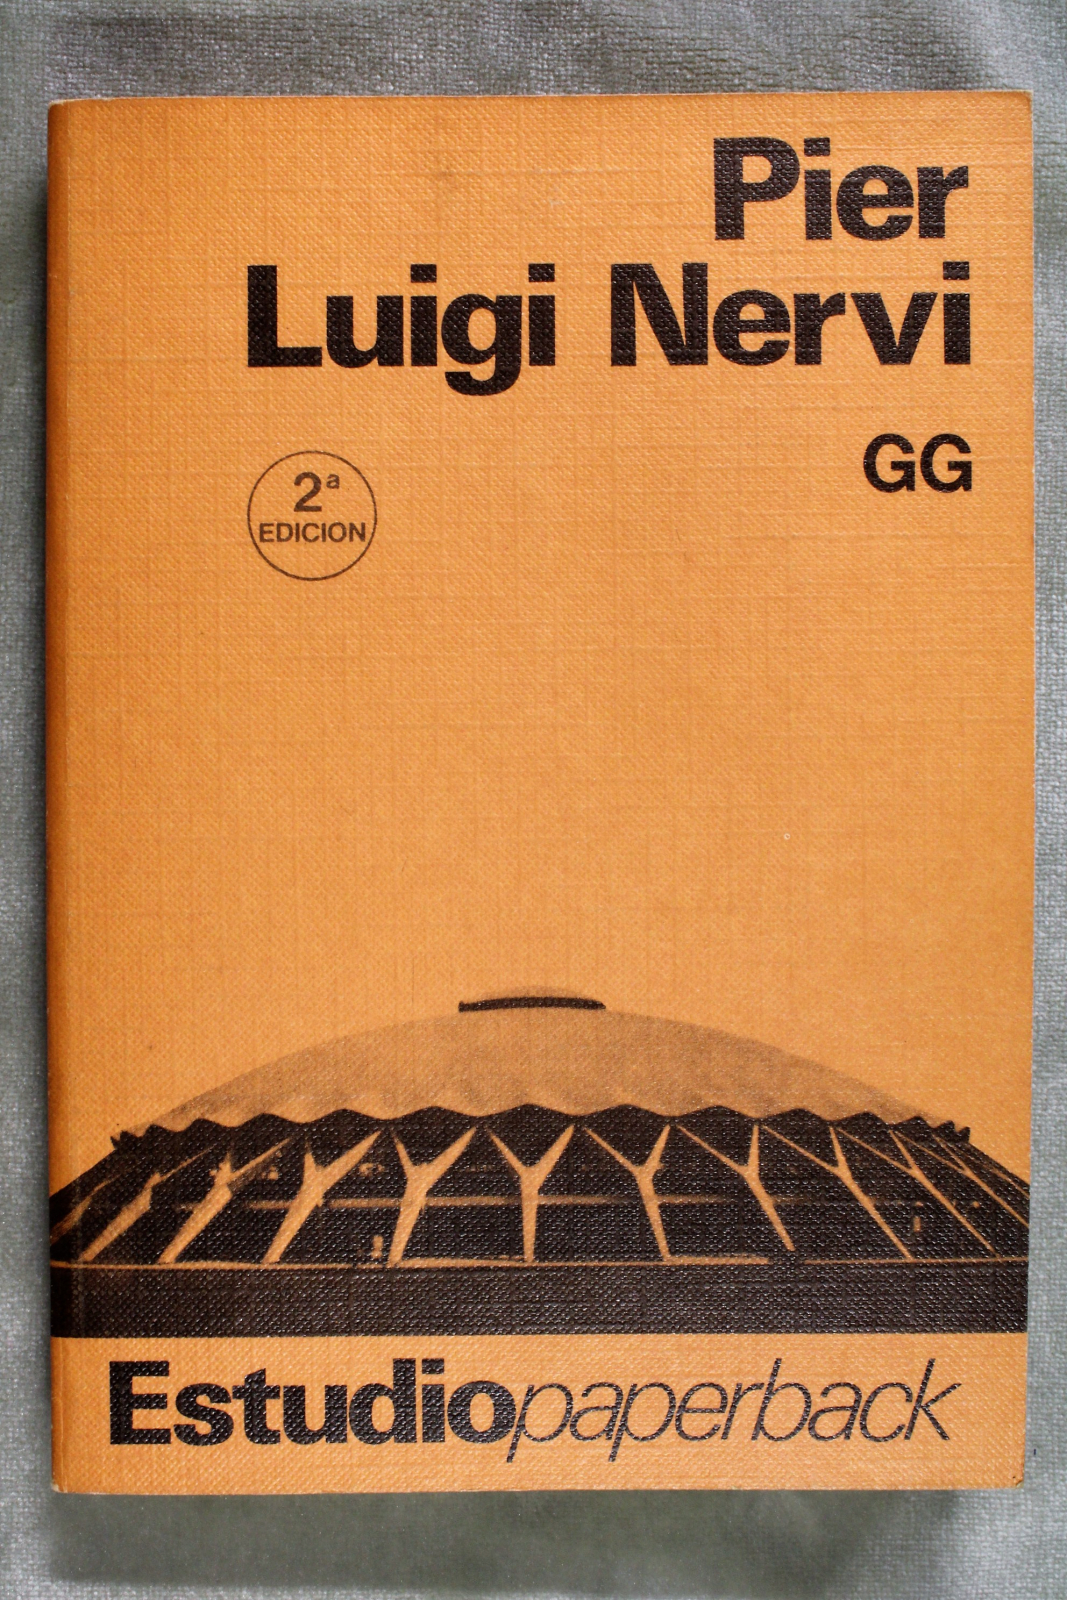 Pier
Luigi Nervi
GG
2ª
EDICION
Estudiopaperback